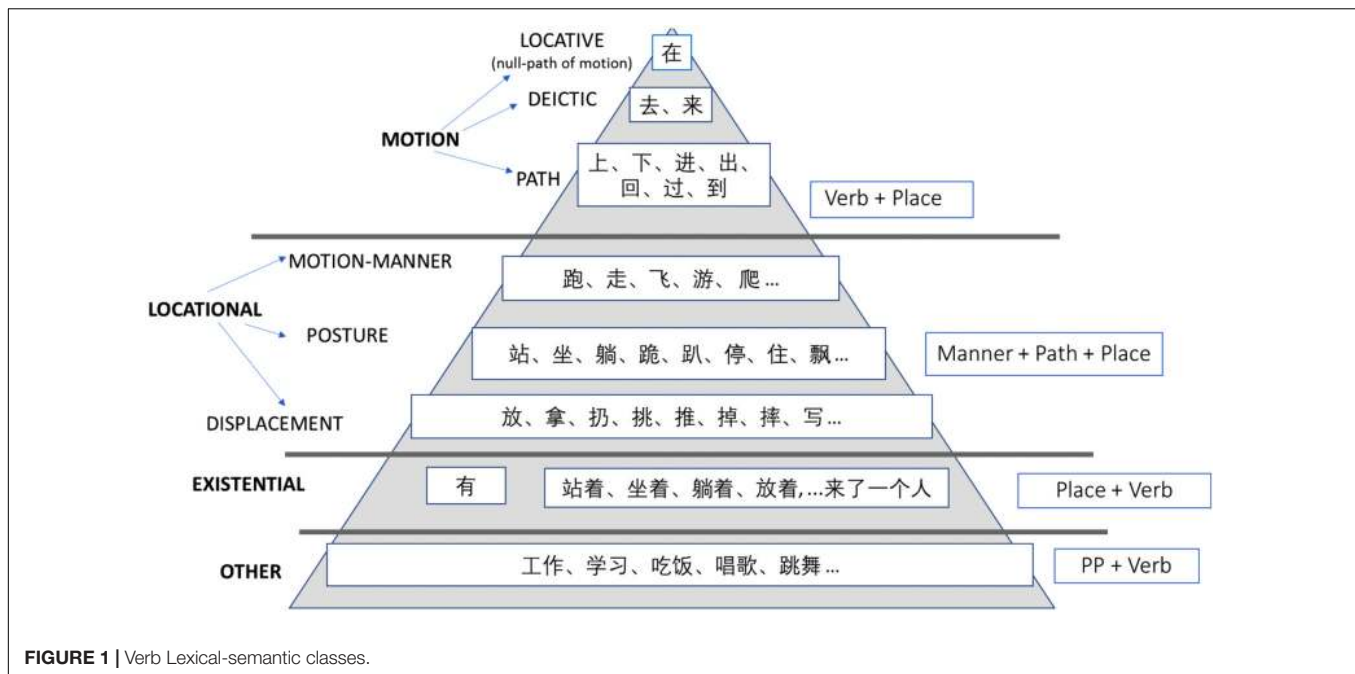 LOCATIVE
(null-path of motion)
在
DEICTIC
去、来
MOTION
PATH
上、下、进、出、
回、过、到
Verb + Place
MOTION-MANNER
跑、走、飞、游、爬 ...
LOCATIONAL
POSTURE
站、坐、躺、跪、趴、停、住、飘...
Manner + Path + Place
DISPLACEMENT
放、拿、扔、挑、推、掉、摔、写...
EXISTENTIAL
有
站着、坐着、躺着、放着, ...来了一个人
Place + Verb
OTHER
工作、学习、吃饭、唱歌、跳舞...
PP + Verb
FIGURE 1 | Verb Lexical-semantic classes.